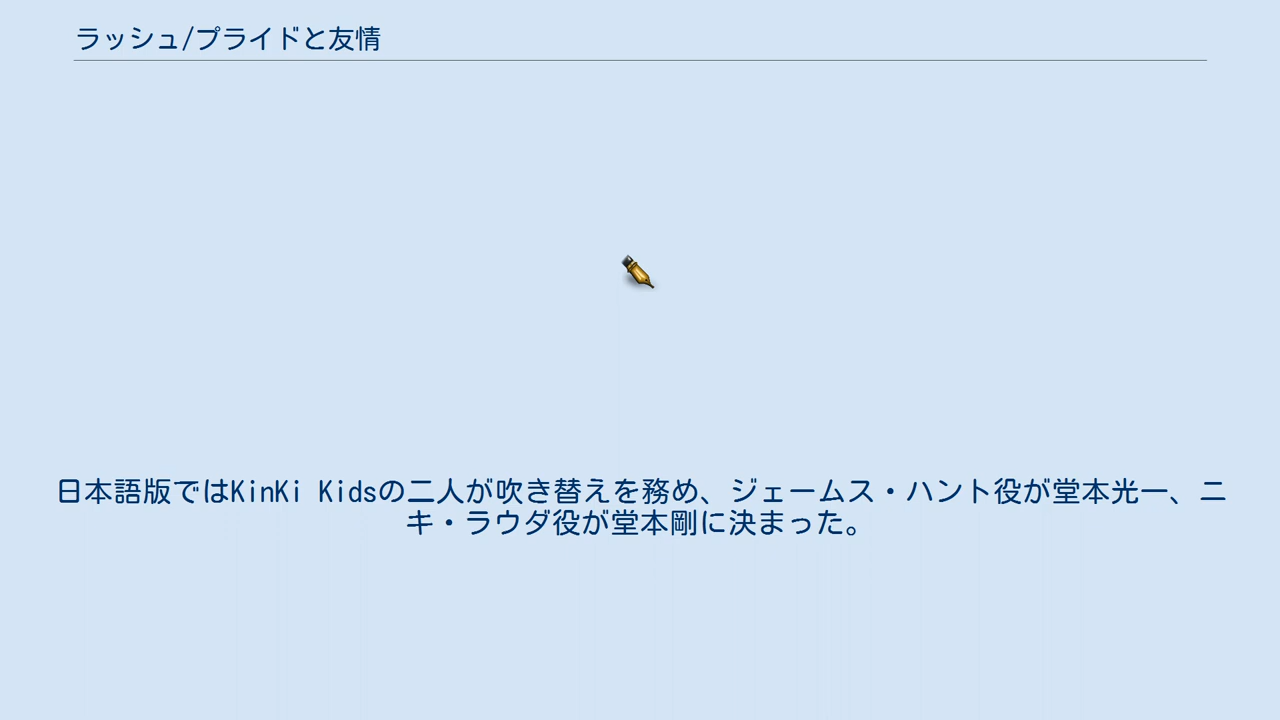 ラッシュ/プライドと友情
日本語版ではKinKi Kidsの二人が吹き替えを務め、ジェームス・ハント役が堂本光一、ニ
キ・ラウダ役が堂本剛に決まった。